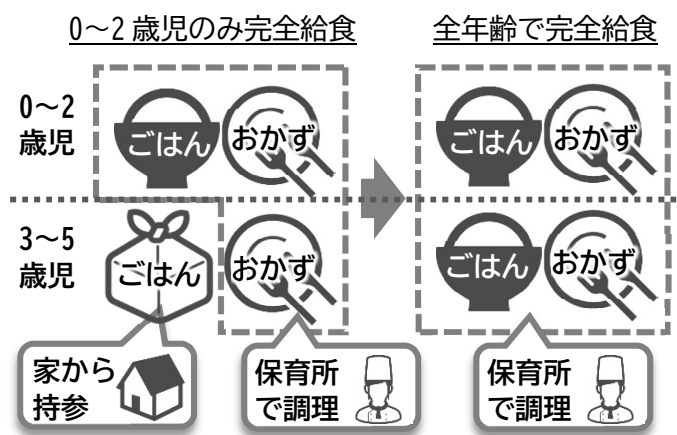 0～2歳児のみ完全給食
全年齢で完全給食
0～2
歳児
ごはん
おかず
ごはん
おかず
3～5
歳児
ごはん
おかず
ごはん
おかず
家から
持参
保育所
で調理
保育所
で調理